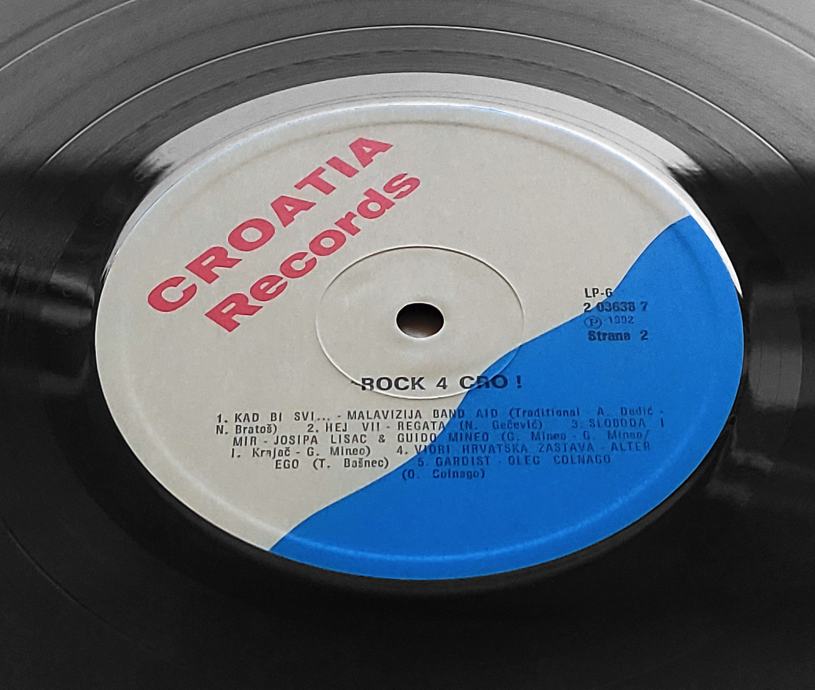 CROATIA
Records
LP-6
2 03638 7
Ⓟ 1992
Strana 2
ROCK 4 CRO !
1. KAD BI SVI... - MALAVIZIJA BAND AID (Traditional - A. Dedić -
N. Bratoš) 2. HEJ VI! - REGATA (N. Gečević) 3. SLOBODA I
MIR - JOSIPA LISAC & GUIDO MINEO (G. Mineo - G. Mineo/
I. Krajač - G. Mineo) 4. VIORI HRVATSKA ZASTAVA - ALTER
EGO (T. Bašnec) 5. GARDIST - OLEG COLNAGO
(O. Colnago)